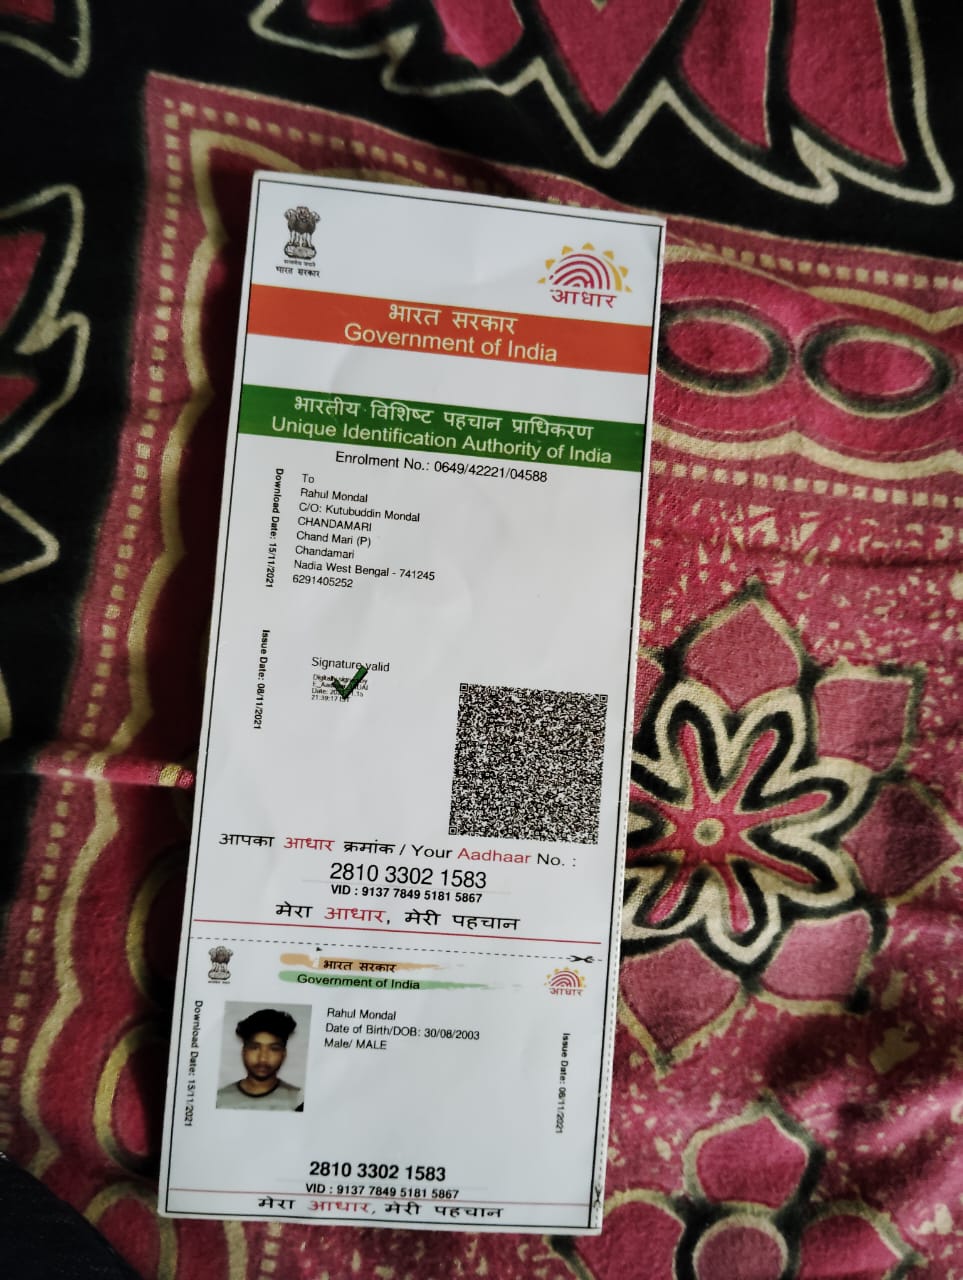 भारत सरकार
आधार
भारत सरकार
Government of India
भारतीय विशिष्ट पहचान प्राधिकरण
Unique Identification Authority of India
Enrolment No.: 0649/42221/04588
To
Rahul Mondal
C/O: Kutubuddin Mondal
CHANDAMARI
Chand Mari (P)
Chandamari
Nadia West Bengal - 741245
6291405252
Download Date: 15/11/2021
Issue Date: 08/11/2021
Signature valid
आपका आधार क्रमांक / Your Aadhaar No. :
2810 3302 1583
VID : 9137 7849 5181 5867
मेरा आधार, मेरी पहचान
भारत सरकार
Government of India
आधार
Download Date: 15/11/2021
Rahul Mondal
Date of Birth/DOB: 30/08/2003
Male/ MALE
Issue Date: 08/11/2021
2810 3302 1583
VID : 9137 7849 5181 5867
मेरा आधार, मेरी पहचान